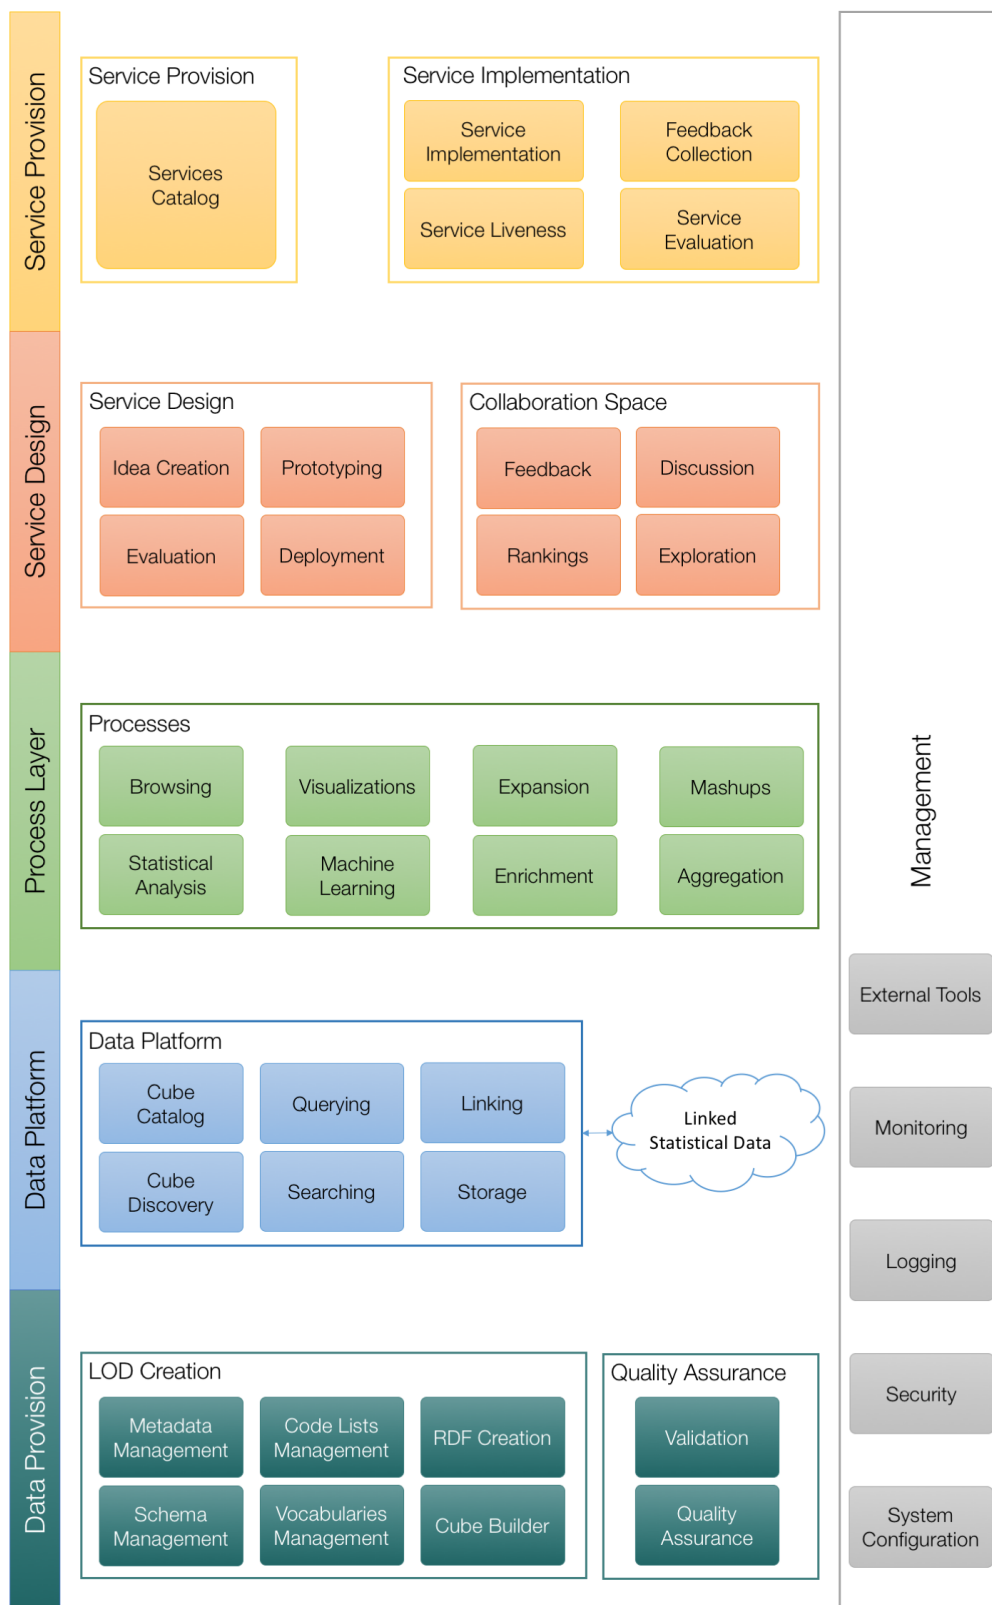 Service Provision
Service Provision
Services
Catalog
Service Implementation
Service
Implementation
Feedback
Collection
Service Liveness
Service
Evaluation
Service Design
Service Design
Idea Creation
Prototyping
Evaluation
Deployment
Collaboration Space
Feedback
Discussion
Rankings
Exploration
Process Layer
Processes
Browsing
Visualizations
Expansion
Mashups
Statistical
Analysis
Machine
Learning
Enrichment
Aggregation
Data Platform
Data Platform
Cube
Catalog
Querying
Linking
Cube
Discovery
Searching
Storage
Linked
Statistical Data
Data Provision
LOD Creation
Metadata
Management
Code Lists
Management
RDF Creation
Schema
Management
Vocabularies
Management
Cube Builder
Quality Assurance
Validation
Quality
Assurance
Management
External Tools
Monitoring
Logging
Security
System
Configuration